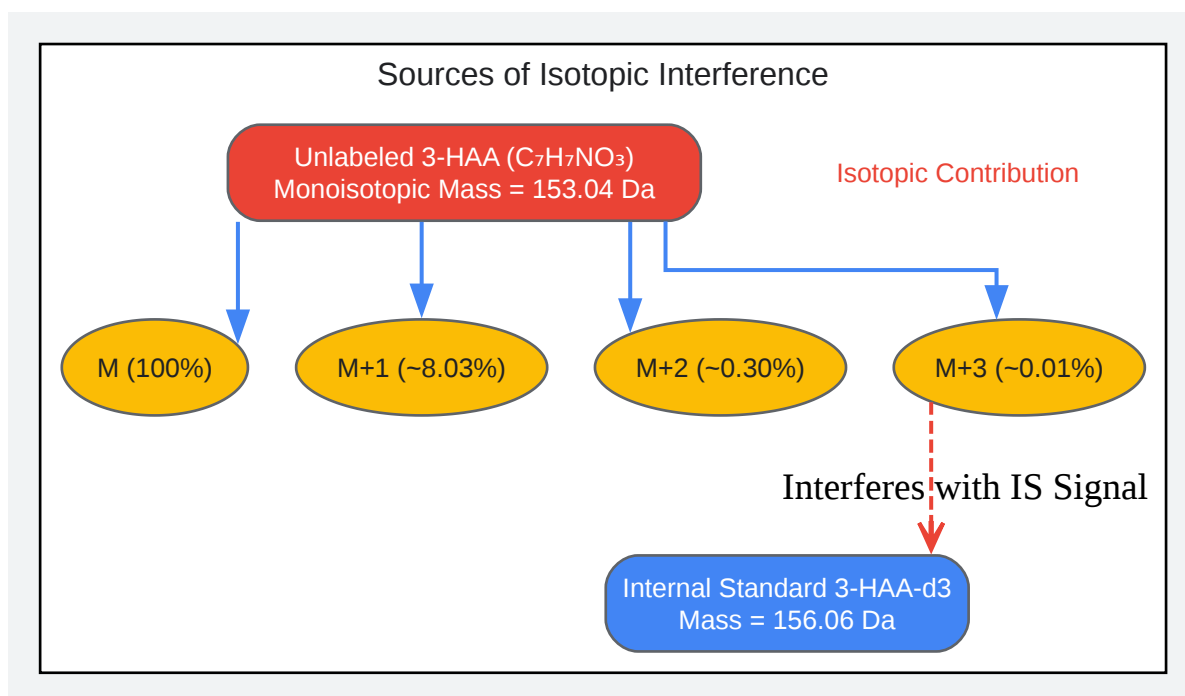 Sources of Isotopic Interference
Unlabeled 3-HAA (C₇H₇NO₃)
Monoisotopic Mass = 153.04 Da
Isotopic Contribution
M (100%)
M+1 (~8.03%)
M+2 (~0.30%)
M+3 (~0.01%)
Interferes with IS Signal
Internal Standard 3-HAA-d3
Mass = 156.06 Da